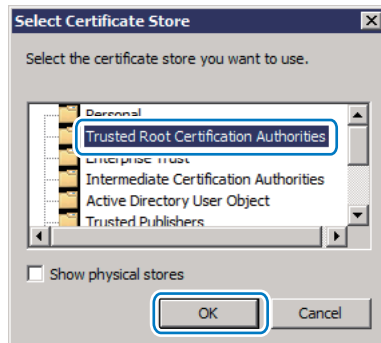 Select Certificate Store
Select the certificate store you want to use.
Personal
Trusted Root Certification Authorities
Enterprise Trust
Intermediate Certification Authorities
Active Directory User Object
Trusted Publishers
Show physical stores
OK
Cancel